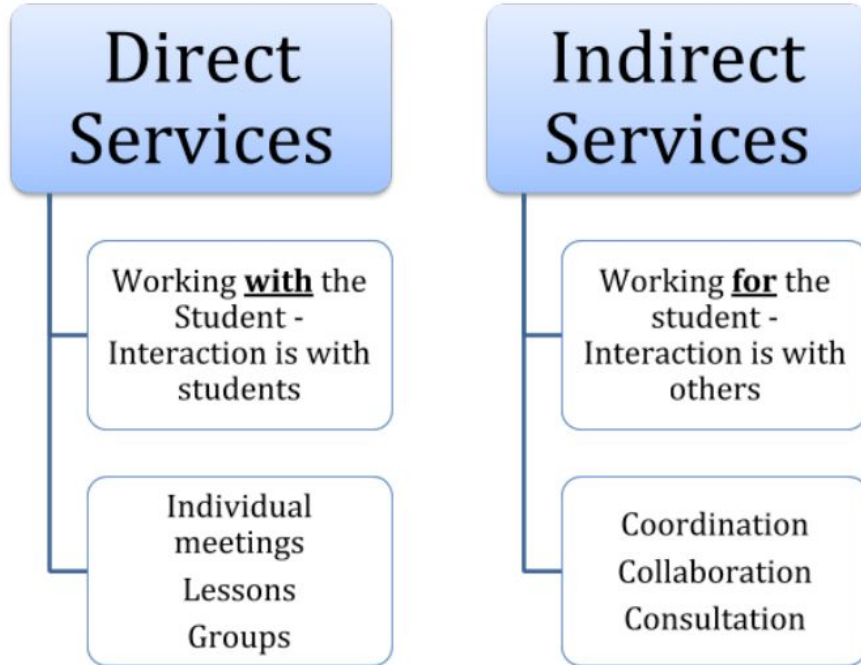 Direct
Services
Working with the
Student -
Interaction is with
students
Individual
meetings
Lessons
Groups
Indirect
Services
Working for the
student -
Interaction is with
others
Coordination
Collaboration
Consultation